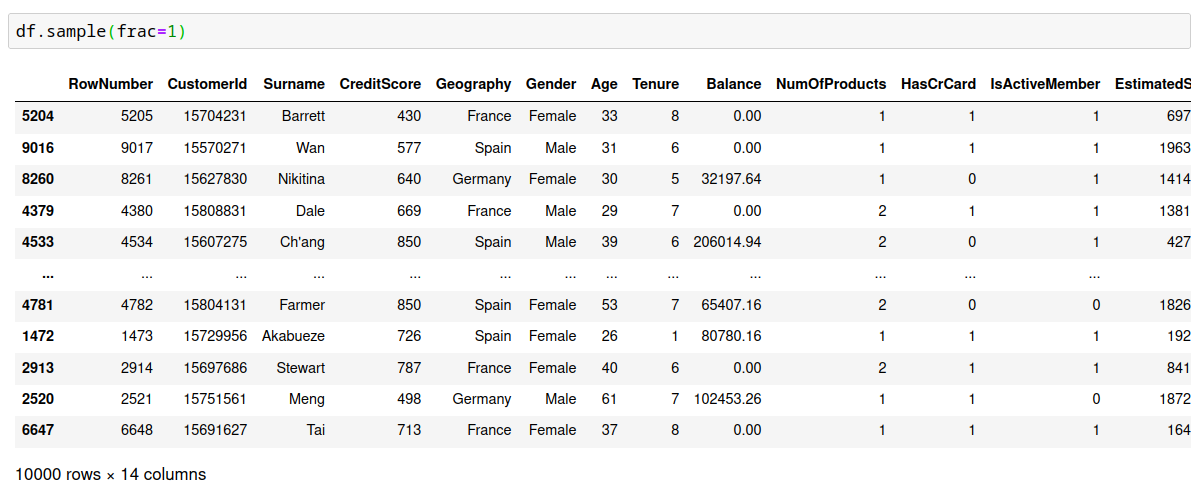 df.sample(frac=1)
RowNumber CustomerId Surname CreditScore Geography Gender Age Tenure Balance NumOfProducts HasCrCard IsActiveMember EstimatedS
5204 5205 15704231 Barrett 430 France Female 33 8 0.00 1 1 1 697
9016 9017 15570271 Wan 577 Spain Male 31 6 0.00 1 1 1 1963
8260 8261 15627830 Nikitina 640 Germany Female 30 5 32197.64 1 0 1 1414
4379 4380 15808831 Dale 669 France Male 29 7 0.00 2 1 1 1381
4533 4534 15607275 Ch'ang 850 Spain Male 39 6 206014.94 2 0 1 427
... ... ... ... ... ... ... ... ... ... ... ... ...
4781 4782 15804131 Farmer 850 Spain Female 53 7 65407.16 2 0 0 1826
1472 1473 15729956 Akabueze 726 Spain Female 26 1 80780.16 1 1 1 192
2913 2914 15697686 Stewart 787 France Female 40 6 0.00 2 1 1 841
2520 2521 15751561 Meng 498 Germany Male 61 7 102453.26 1 1 0 1872
6647 6648 15691627 Tai 713 France Female 37 8 0.00 1 1 1 164
10000 rows × 14 columns